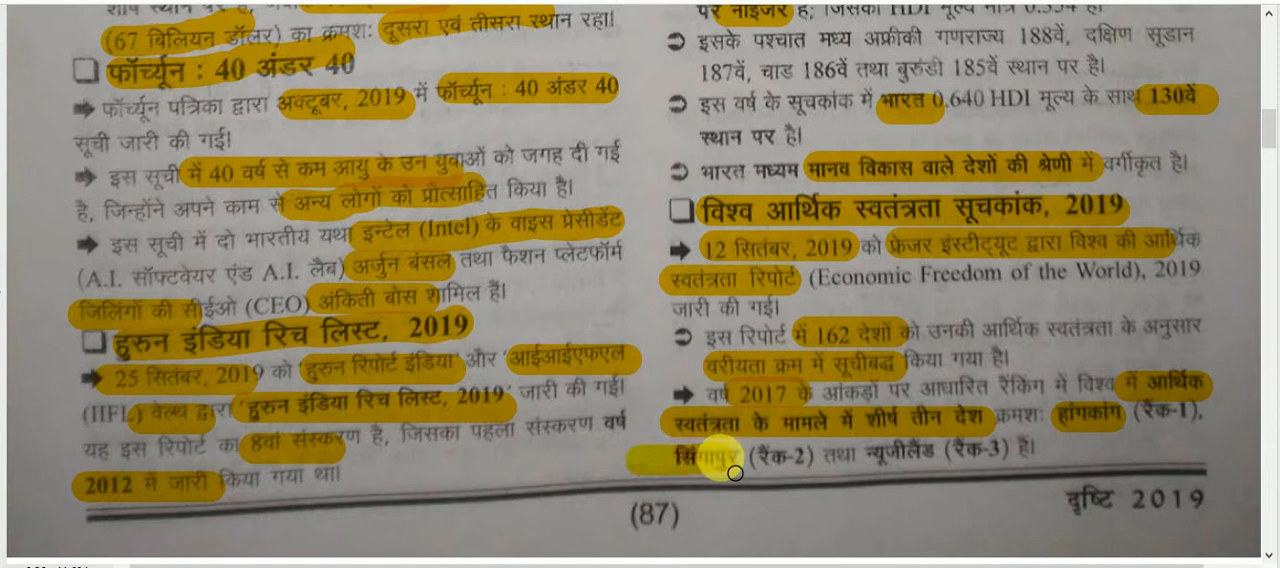 शीर्ष स्थान पर है,
(67 बिलियन डॉलर) का क्रमशः दूसरा एवं तीसरा स्थान रहा।
फॉर्च्यून : 40 अंडर 40
फॉर्च्यून पत्रिका द्वारा अक्टूबर, 2019 में फॉर्च्यून : 40 अंडर 40
सूची जारी की गई।
इस सूची में 40 वर्ष से कम आयु के उन युवाओं को जगह दी गई
है, जिन्होंने अपने काम से अन्य लोगों को प्रोत्साहित किया है।
इस सूची में दो भारतीय यथा इन्टेल (Intel) के वाइस प्रेसीडेंट
(A.I. सॉफ्टवेयर एंड A.I. लैब) अर्जुन बंसल तथा फैशन प्लेटफॉर्म
जिलिंगों की सीईओ (CEO) अंकिती बोस शामिल हैं।
हुरुन इंडिया रिच लिस्ट, 2019
25 सितंबर, 2019 को 'हुरुन रिपोर्ट इंडिया' और 'आईआईएफएल
(IIFL) वेल्थ द्वारा 'हुरुन इंडिया रिच लिस्ट, 2019' जारी की गई।
यह इस रिपोर्ट का 8वां संस्करण है, जिसका पहला संस्करण वर्ष
2012 में जारी किया गया था।
पर नाइजर है; जिसका HDI मूल्य मात्र 0.354 है।
इसके पश्चात मध्य अफ्रीकी गणराज्य 188वें, दक्षिण सूडान
187वें, चाड 186वें तथा बुरुंडी 185वें स्थान पर है।
इस वर्ष के सूचकांक में भारत 0.640 HDI मूल्य के साथ 130वें
स्थान पर है।
भारत मध्यम मानव विकास वाले देशों की श्रेणी में वर्गीकृत है।
विश्व आर्थिक स्वतंत्रता सूचकांक, 2019
12 सितंबर, 2019 को फ्रेजर इंस्टीट्यूट द्वारा विश्व की आर्थिक
स्वतंत्रता रिपोर्ट (Economic Freedom of the World), 2019
जारी की गई।
इस रिपोर्ट में 162 देशों को उनकी आर्थिक स्वतंत्रता के अनुसार
वरीयता क्रम में सूचीबद्ध किया गया है।
वर्ष 2017 के आंकड़ों पर आधारित रैंकिंग में विश्व में आर्थिक
स्वतंत्रता के मामले में शीर्ष तीन देश क्रमशः हांगकांग (रैंक-1),
सिंगापुर (रैंक-2) तथा न्यूजीलैंड (रैंक-3) है।
(87)
दृष्टि 2019